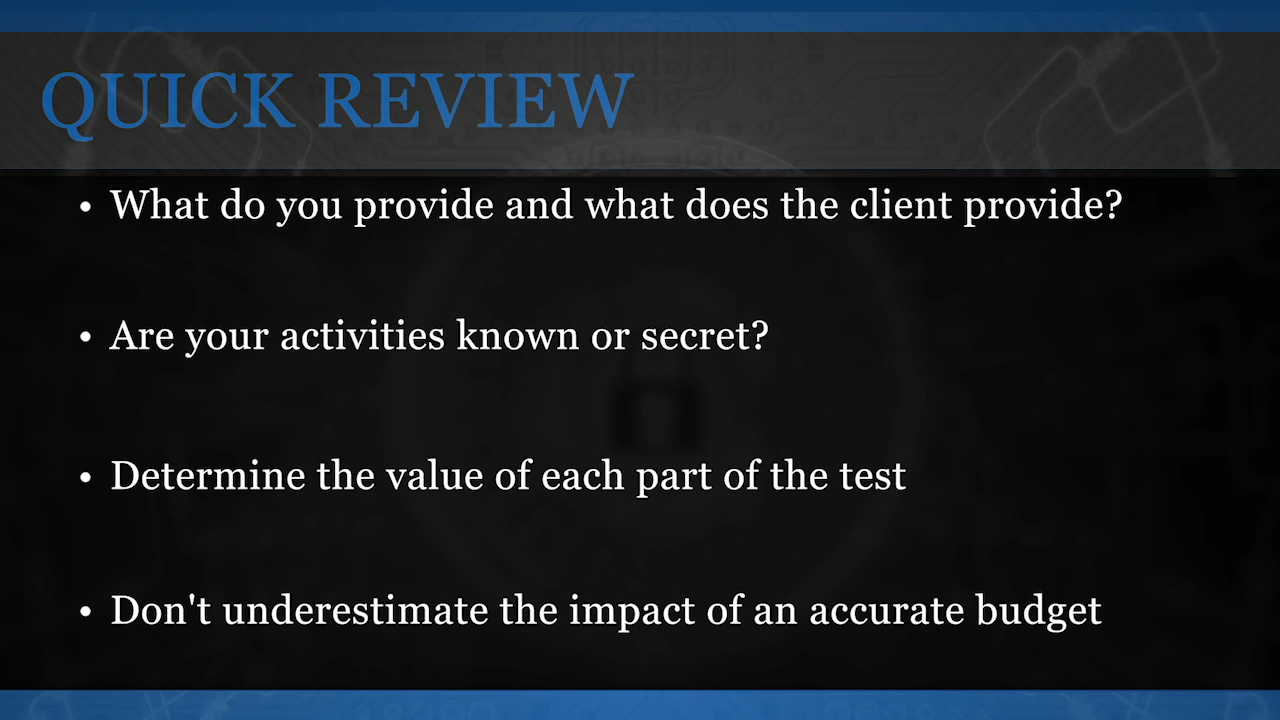 QUICK REVIEW
• What do you provide and what does the client provide?
• Are your activities known or secret?
• Determine the value of each part of the test
• Don't underestimate the impact of an accurate budget